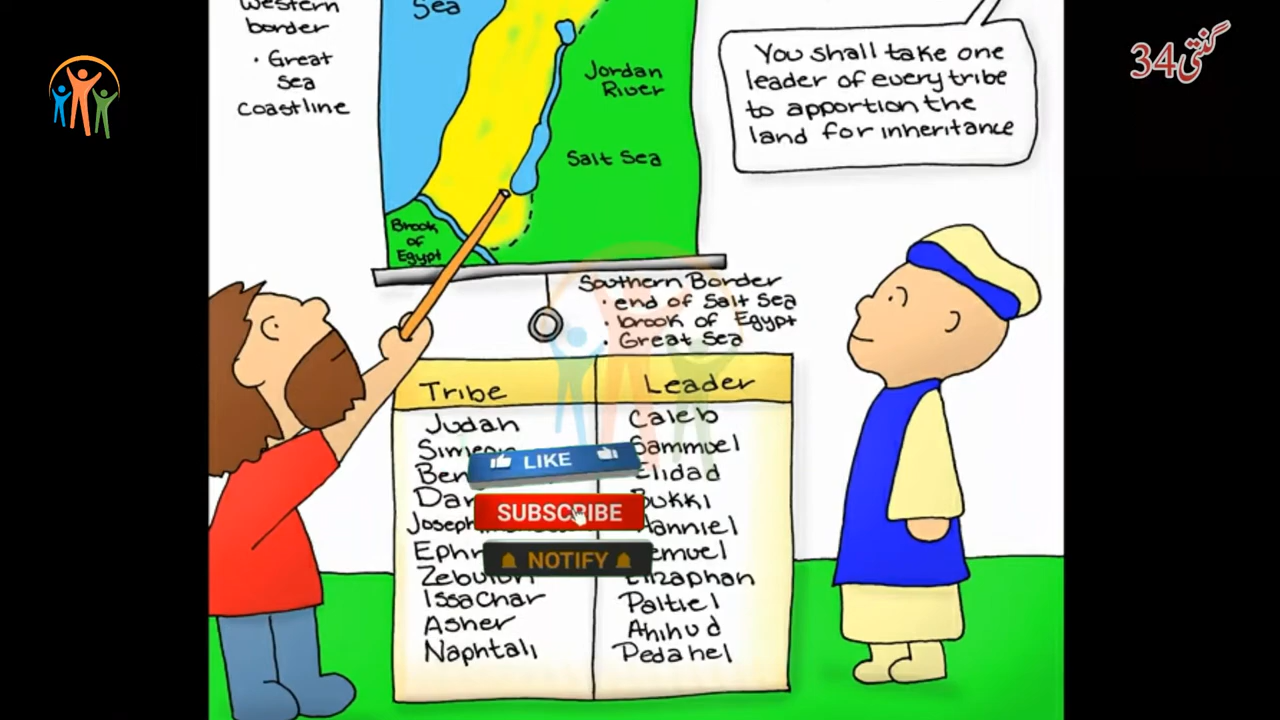 Western
border
· Great
Sea
Coastline
Sea
Jordan
River
Salt Sea
Brook
of
Egypt
You shall take one
leader of every tribe
to apportion the
land for inheritance
گنتی 34
Southern Border
· end of Salt Sea
· brook of Egypt
· Great Sea
Tribe Leader
Judah Caleb
Sammuel
Elidad
Dan Bukki
Joseph Hanniel
LIKE
SUBSCRIBE
NOTIFY
Zebulun Elizaphan
Issachar Paltiel
Asher Ahihud
Naphtali Pedahel